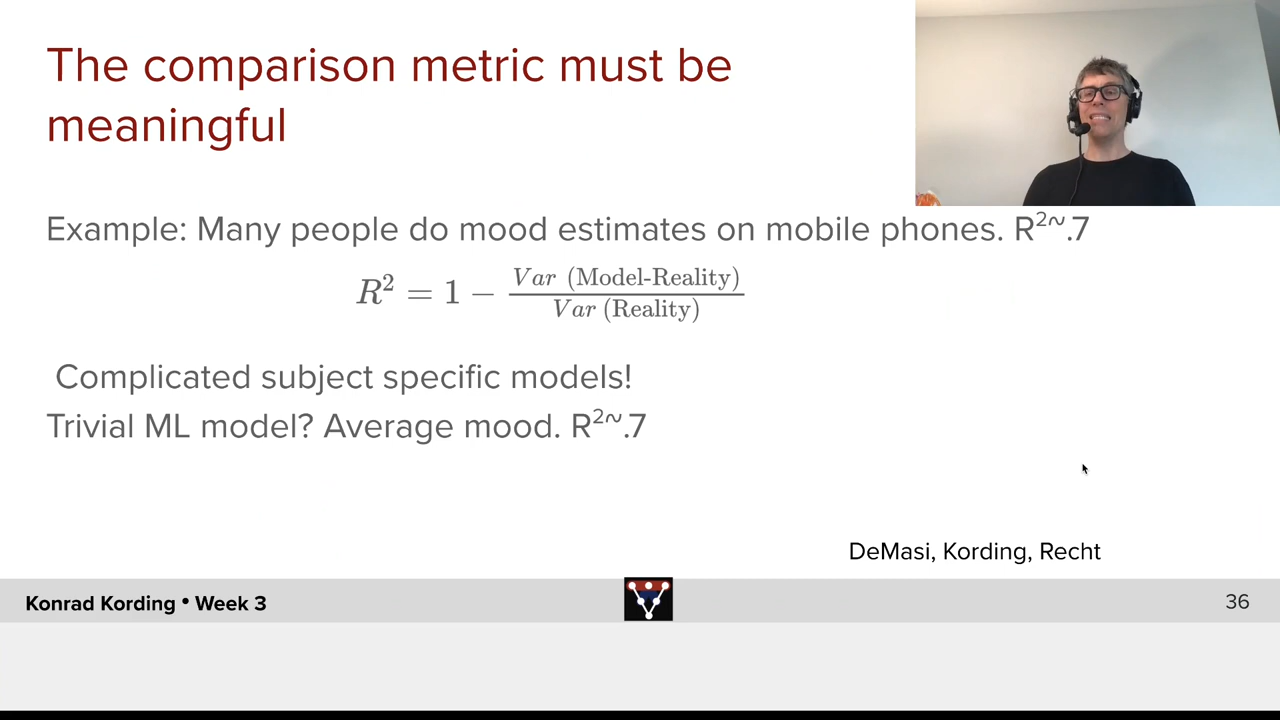 The comparison metric must be
meaningful
Example: Many people do mood estimates on mobile phones. R²~.7
R² = 1 − Var (Model-Reality) / Var (Reality)
Complicated subject specific models!
Trivial ML model? Average mood. R²~.7
DeMasi, Kording, Recht
Konrad Kording • Week 3
36